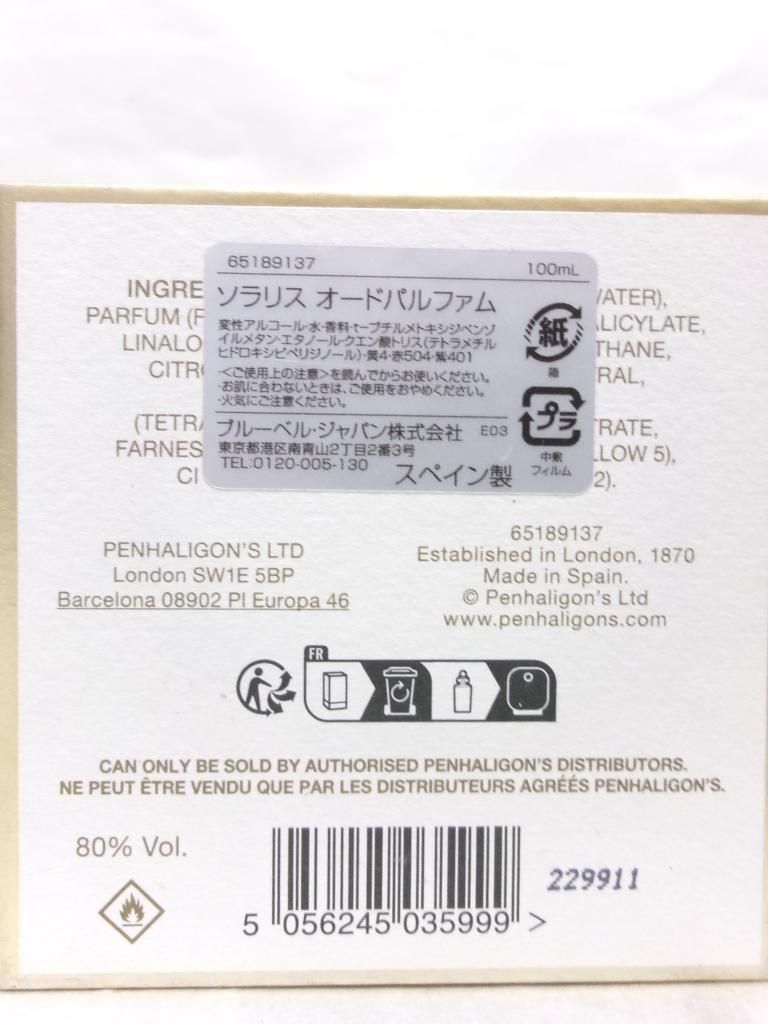 65189137 100mL
ソラリス オードパルファム
変性アルコール・水・香料・t-ブチルメトキシジベンゾ
イルメタン・エタノール・クエン酸トリス(テトラメチル
ヒドロキシピペリジノール)・黄4・赤504・紫401
<ご使用上の注意>を読んでからお使いください。
・お肌に合わないときは、ご使用をおやめください。
・火気にご注意ください。
紙
箱
プラ
中敷
フィルム
ブルーベル・ジャパン株式会社 E03
東京都港区南青山2丁目2番3号
TEL:0120-005-130 スペイン製
INGRE WATER),
PARFUM (F ALICYLATE,
LINALO THANE,
CITR RAL,
(TETRA TRATE,
FARNES LLOW 5),
CI 2).
PENHALIGON'S LTD
London SW1E 5BP
Barcelona 08902 Pl Europa 46
65189137
Established in London, 1870
Made in Spain.
© Penhaligon's Ltd
www.penhaligons.com
FR
CAN ONLY BE SOLD BY AUTHORISED PENHALIGON'S DISTRIBUTORS.
NE PEUT ÊTRE VENDU QUE PAR LES DISTRIBUTEURS AGRÉÉS PENHALIGON'S.
80% Vol.
229911
5 056245 035999 >